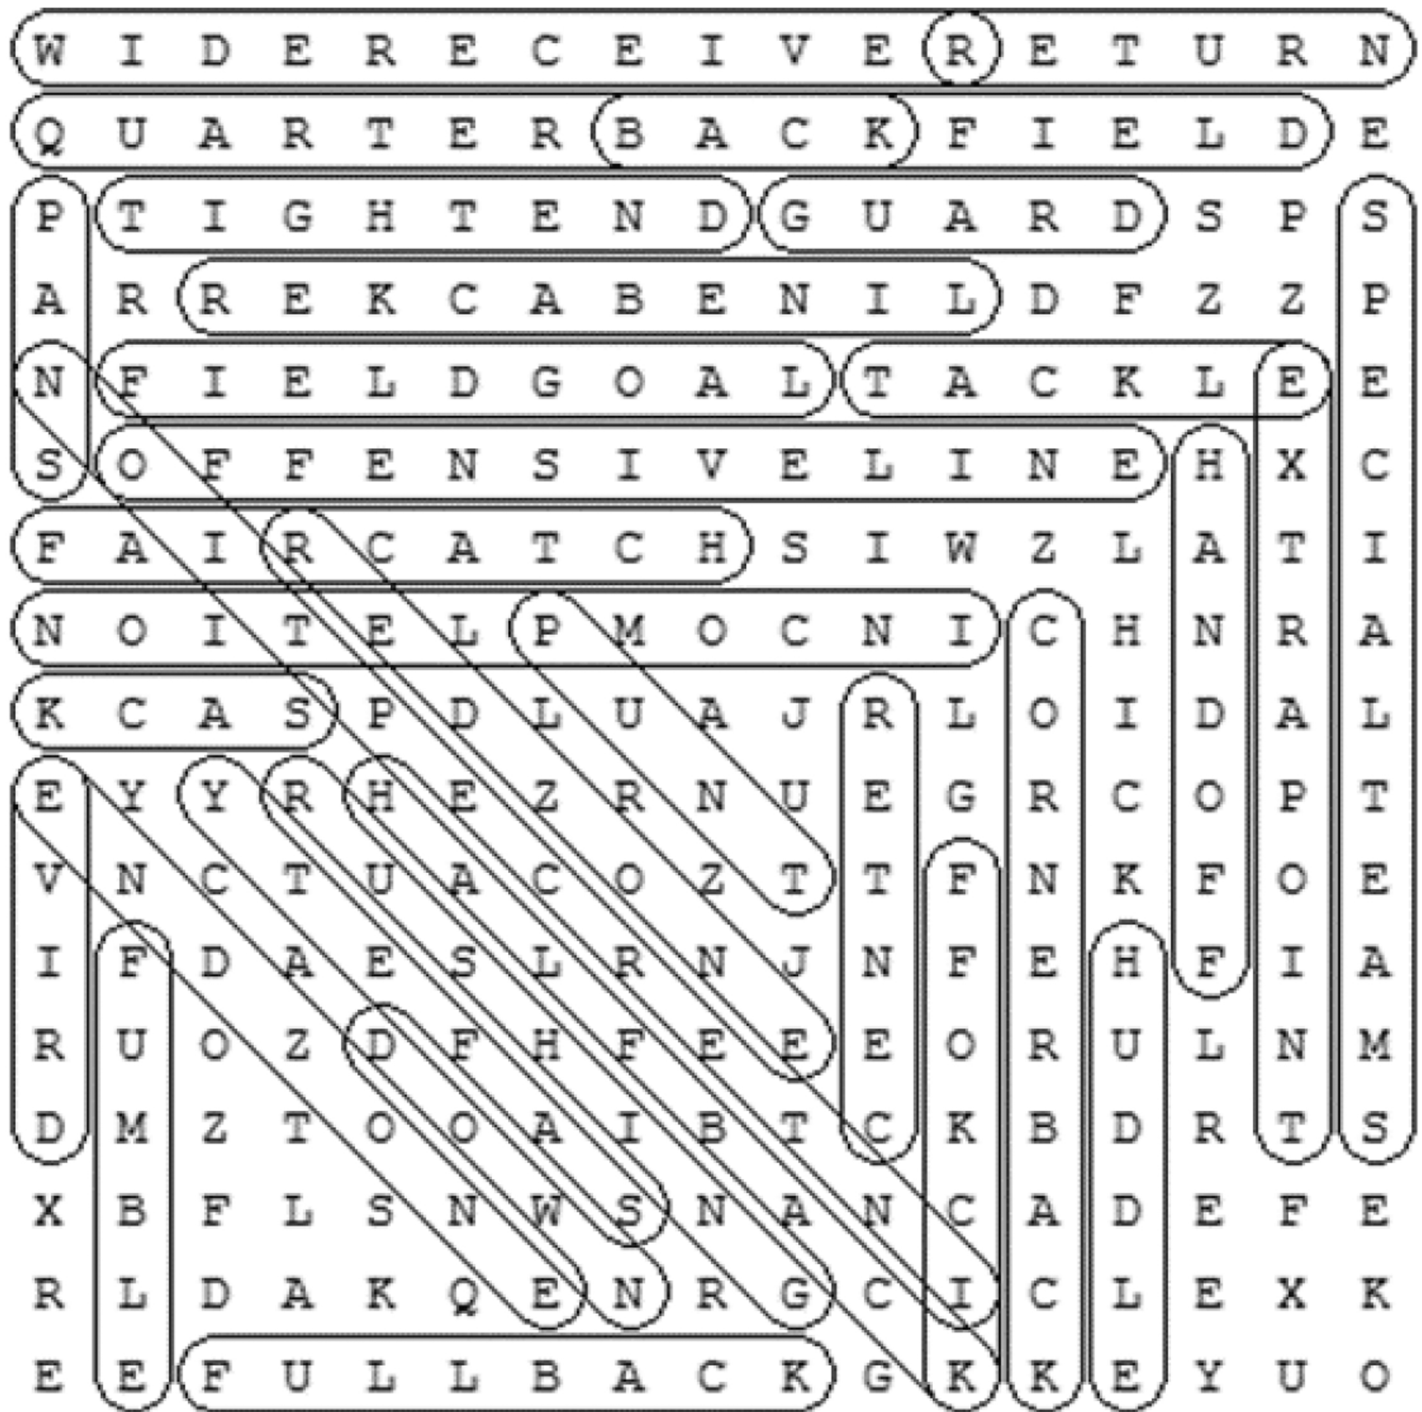 W I D E R E C E I V E R E T U R N
Q U A R T E R B A C K F I E L D E
P T I G H T E N D G U A R D S P S
A R R E K C A B E N I L D F Z Z P
N F I E L D G O A L T A C K L E E
S O F F E N S I V E L I N E H X C
F A I R C A T C H S I W Z L A T I
N O I T E L P M O C N I C H N R A
K C A S P D L U A J R L O I D A L
E Y Y R H E Z R N U E G R C O P T
V N C T U A C O Z T T F N K F O E
I F D A E S L R N J N F E H F I A
R U O Z D F H F E E E O R U L N M
D M Z T O O A I B T C K B D R T S
X B F L S N W S N A N C A D E F E
R L D A K Q E N R G C I C L E X K
E E F U L L B A C K G K K E Y U O